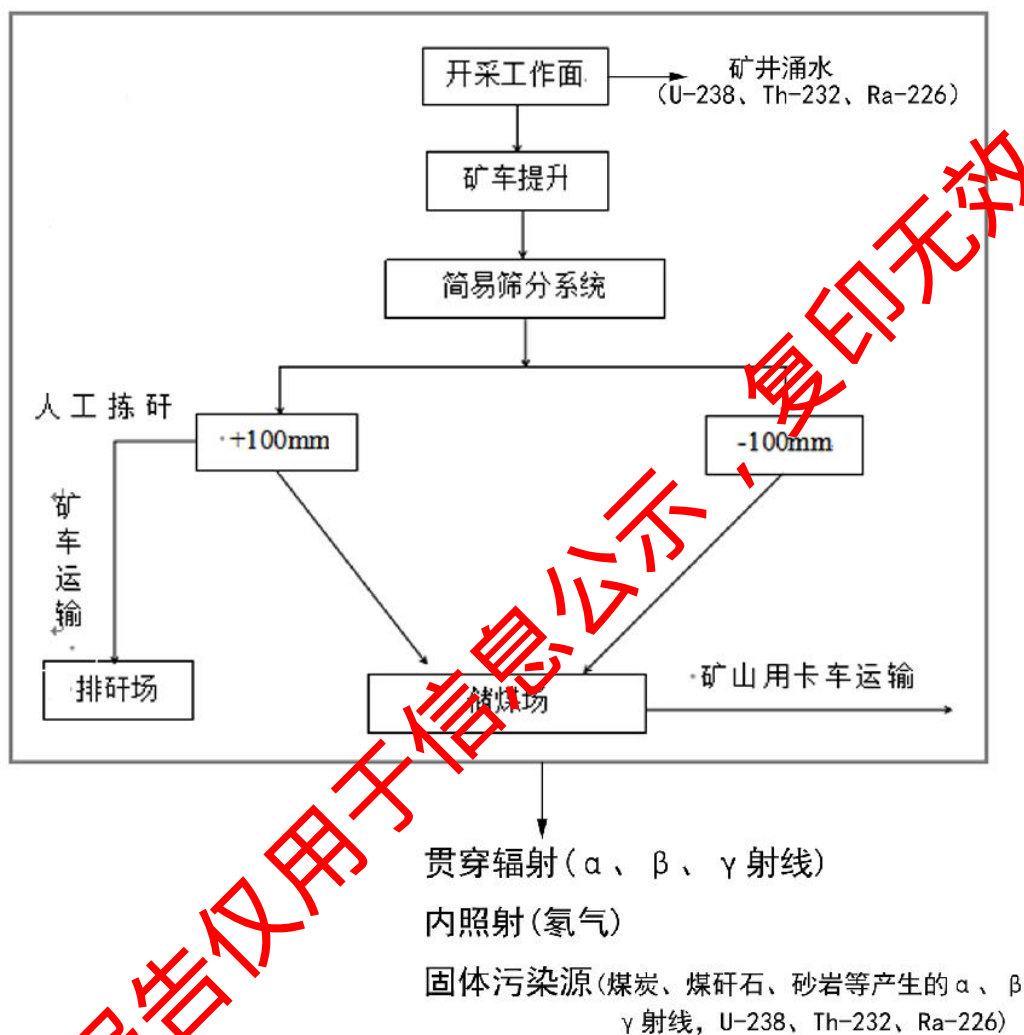 开采工作面
矿井涌水
（U-238、Th-232、Ra-226）
矿车提升
简易筛分系统
人工拣矸
+100mm
-100mm
矿车运输
排矸场
储煤场
矿山用卡车运输
贯穿辐射(α、β、γ射线)
内照射(氡气)
固体污染源(煤炭、煤矸石、砂岩等产生的α、β
γ射线，U-238、Th-232、Ra-226)
报告仅用于信息公示，复印无效